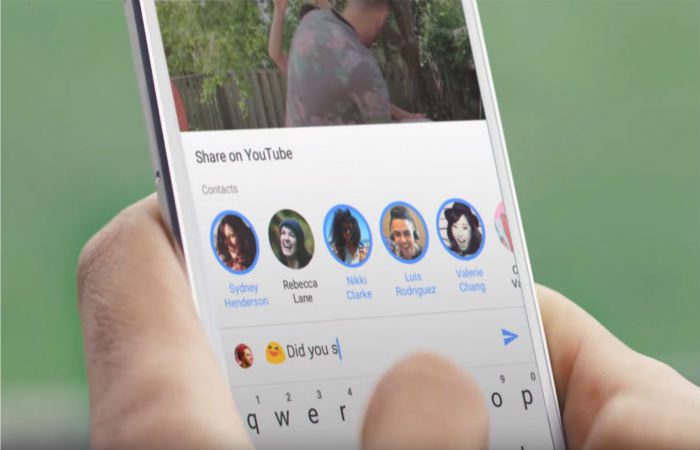 Share on YouTube
Contacts
Sydney Henderson
Rebecca Lane
Nikki Clarke
Luis Rodriguez
Valerie Chang
Did you s
1 2 3 4 9 0
q w e r o p